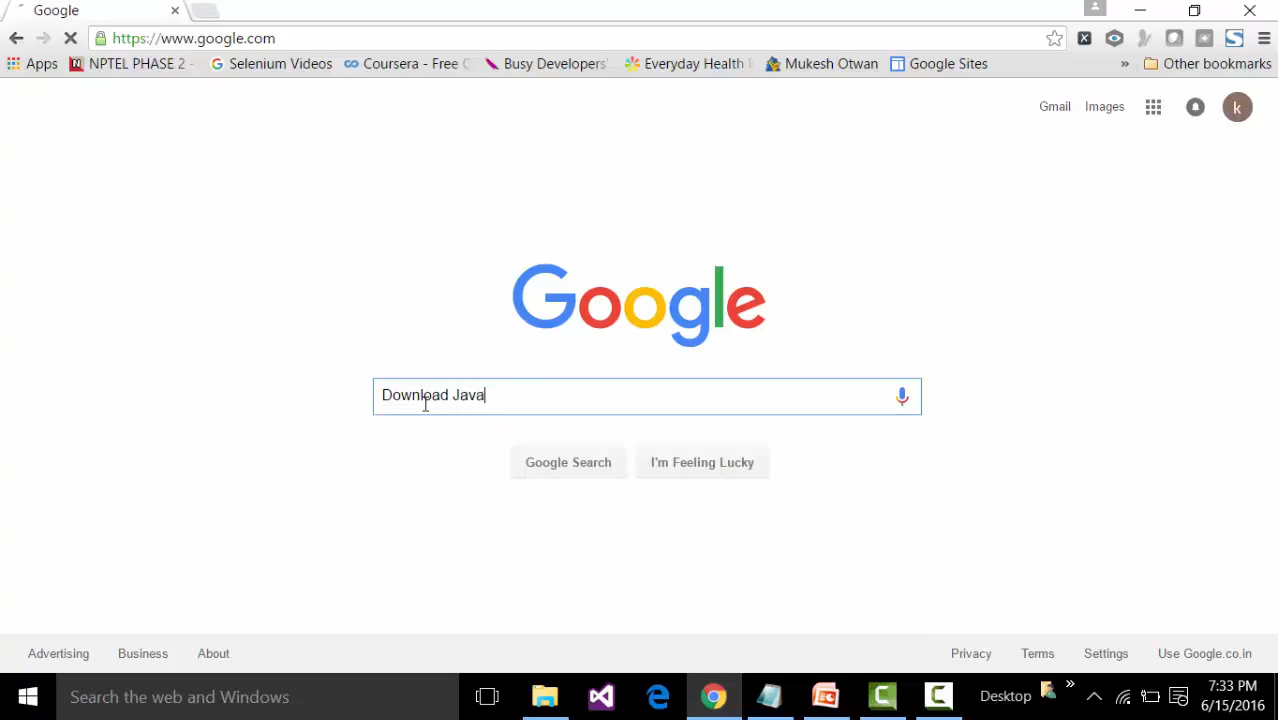 Google
https://www.google.com
Apps NPTEL PHASE 2 - Selenium Videos Coursera - Free C Busy Developers' Everyday Health Mukesh Otwan Google Sites » Other bookmarks
Gmail Images k
Google
Download Java
Google Search I'm Feeling Lucky
Advertising Business About Privacy Terms Settings Use Google.co.in
Search the web and Windows Desktop » 7:33 PM
6/15/2016